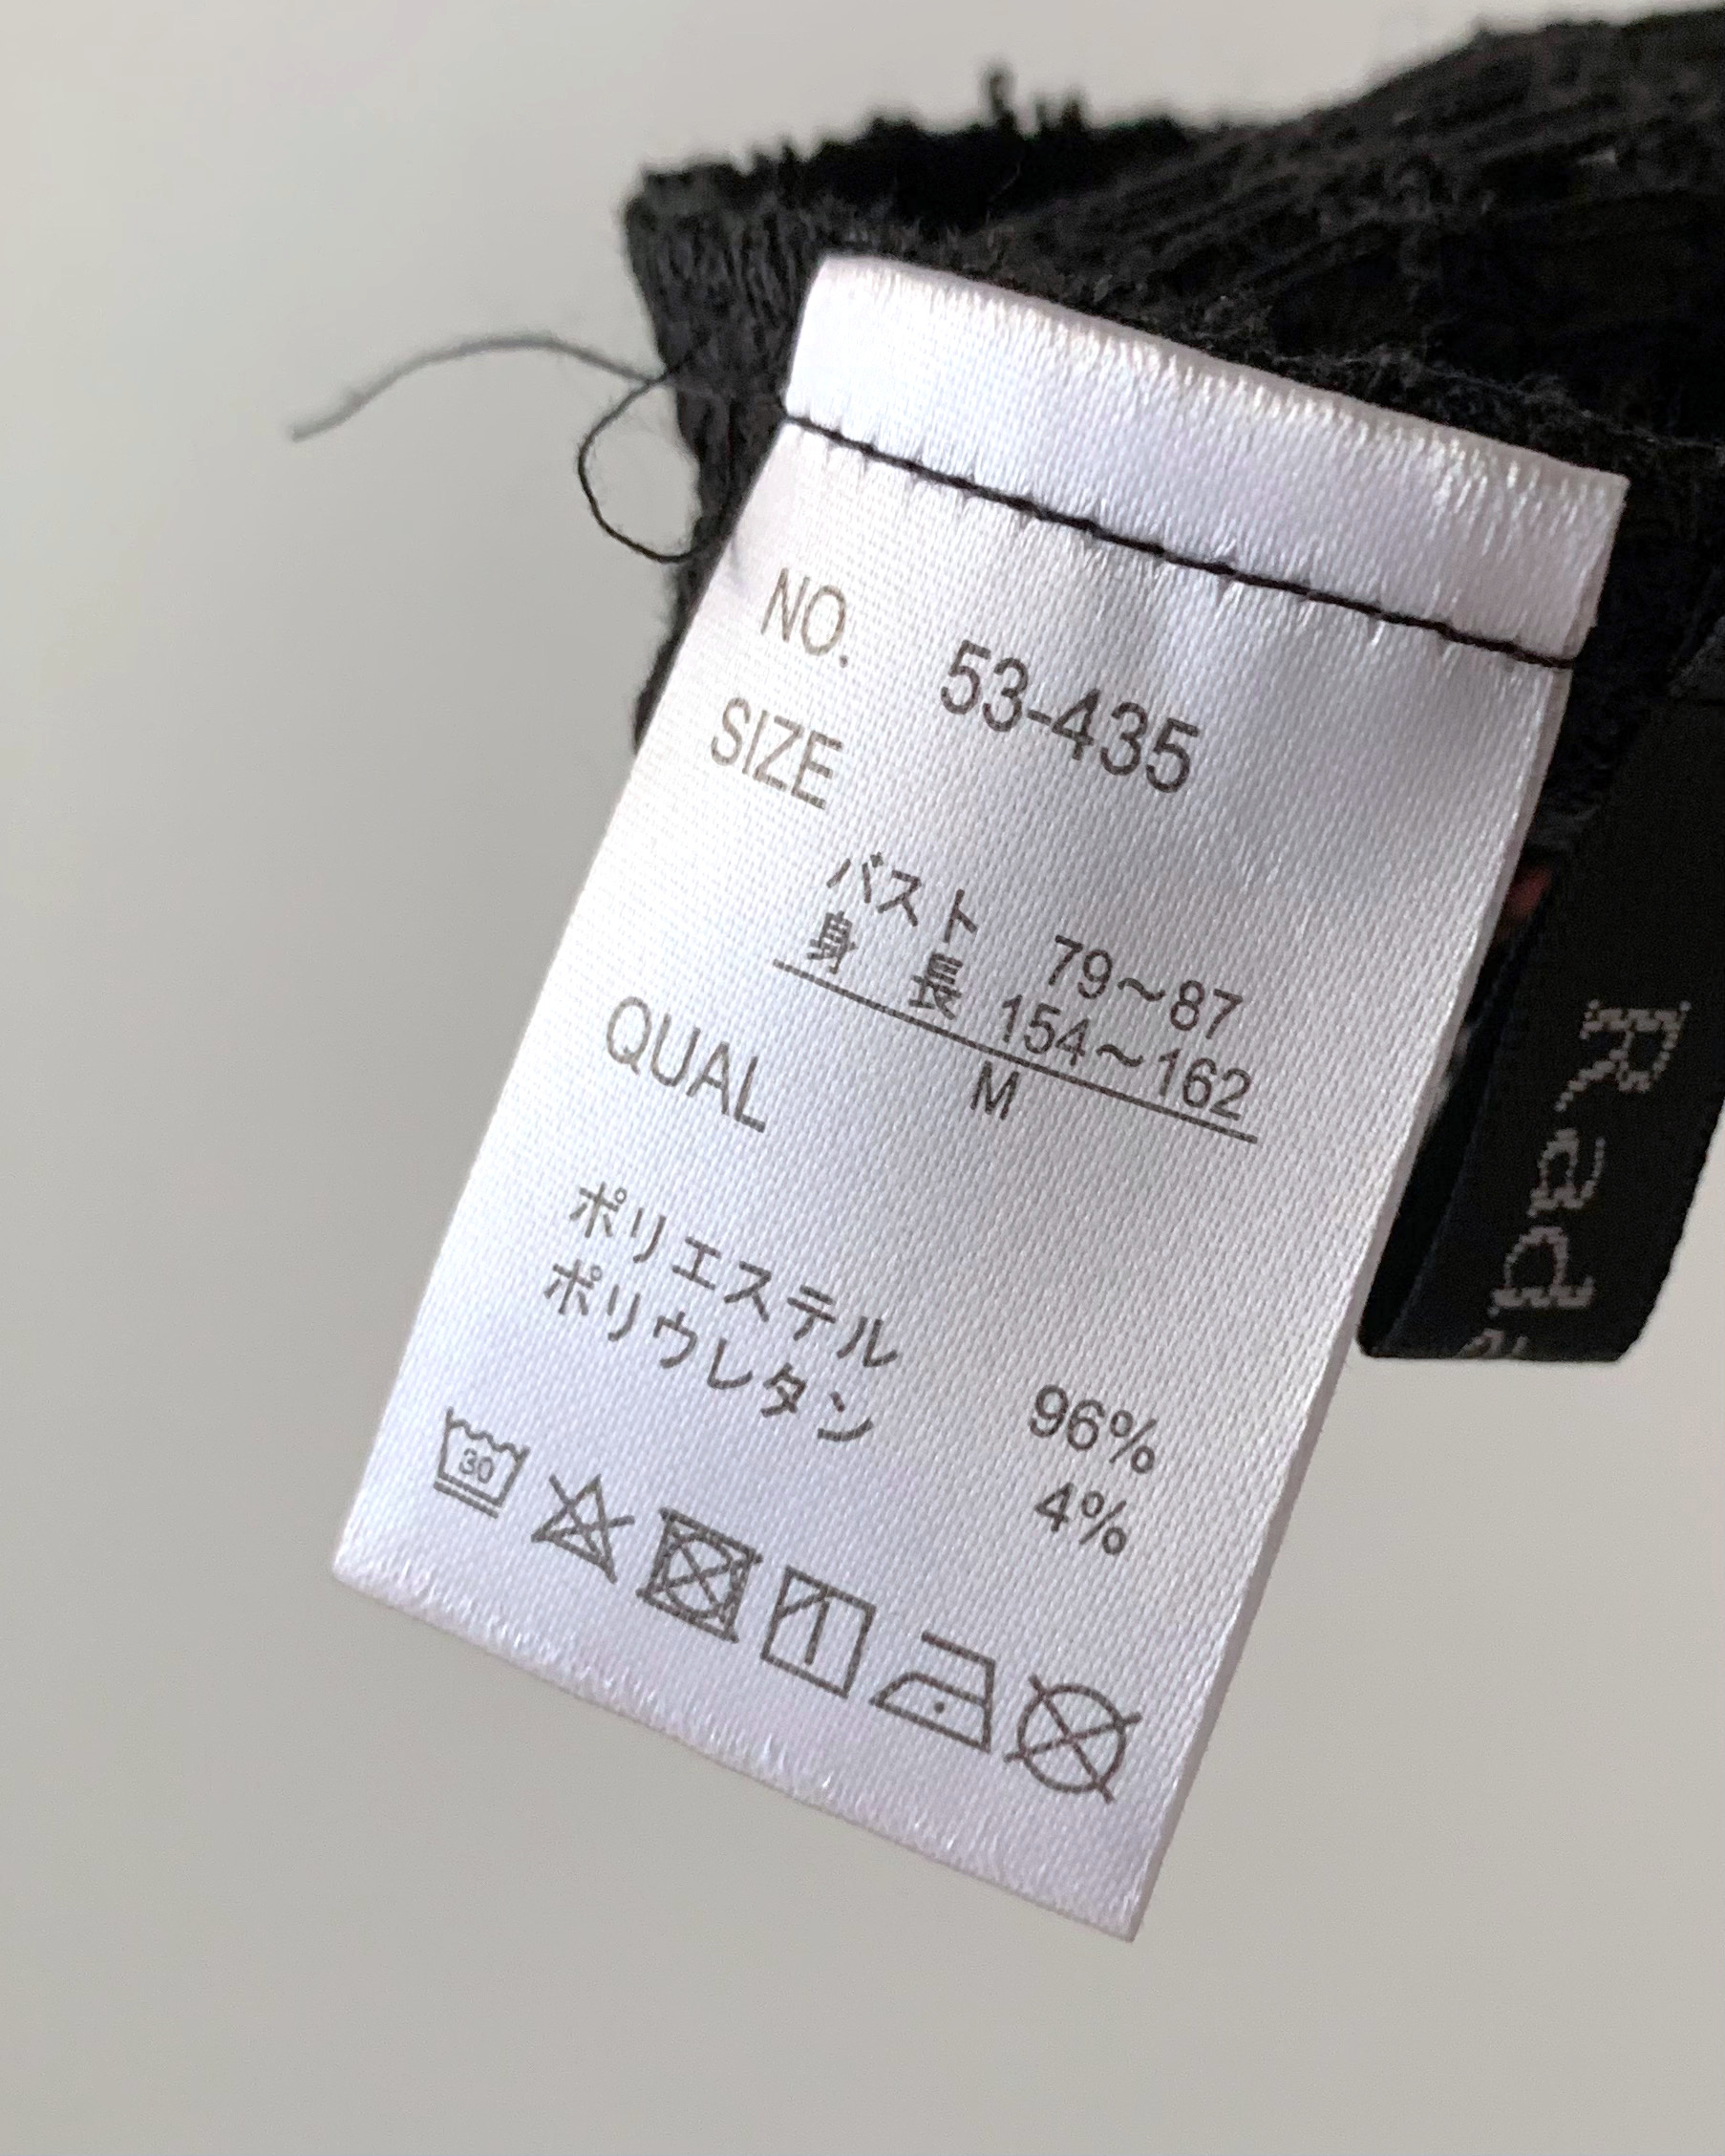 NO. 53-435
SIZE
バスト 79～87
身 長 154～162
M
QUAL
ポリエステル 96%
ポリウレタン 4%
30
Rad